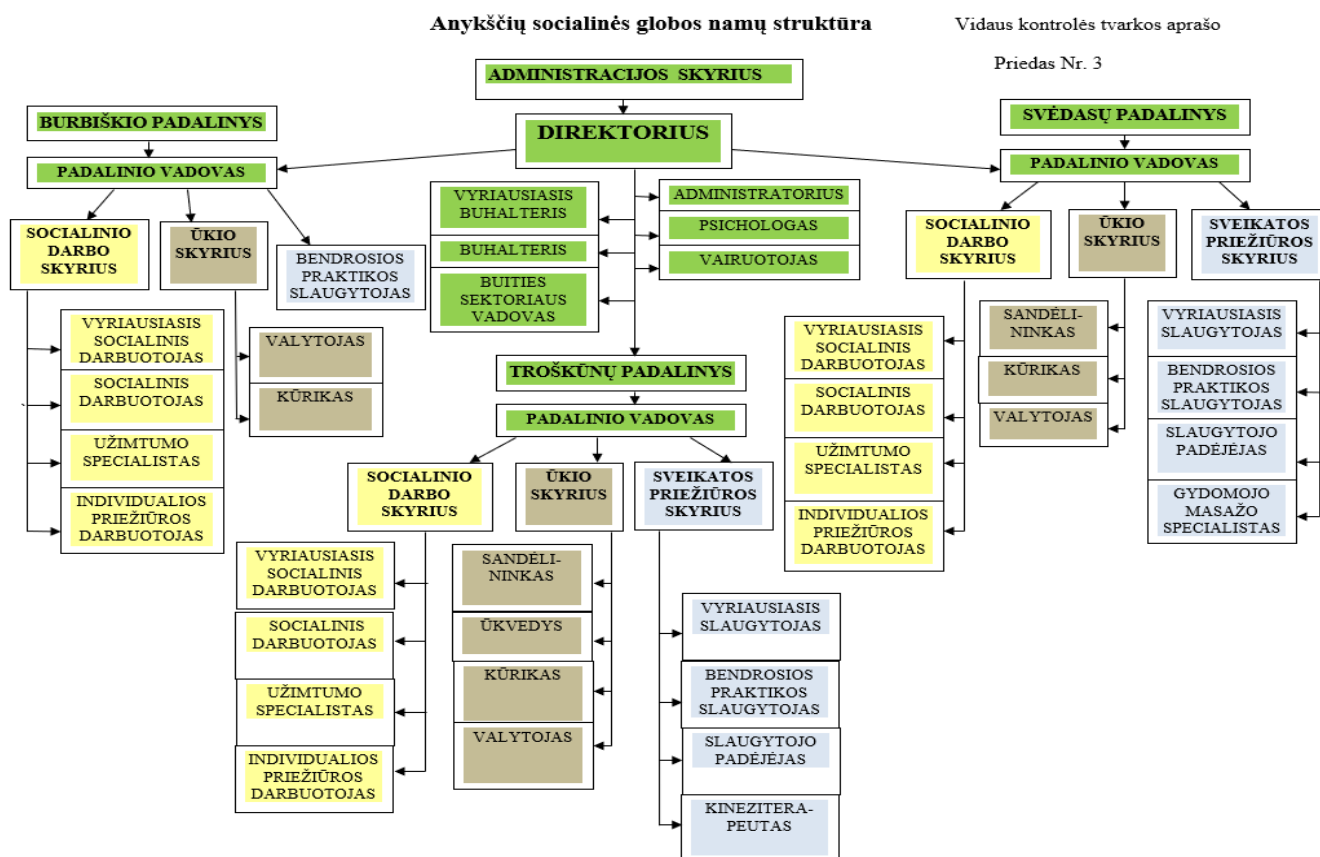 Anykščių socialinės globos namų struktūra
Vidaus kontrolės tvarkos aprašo
Priedas Nr. 3
ADMINISTRACIJOS SKYRIUS
DIREKTORIUS
BURBIŠKIO PADALINYS
PADALINIO VADOVAS
SOCIALINIO
DARBO
SKYRIUS
ŪKIO
SKYRIUS
BENDROSIOS
PRAKTIKOS
SLAUGYTOJAS
VYRIAUSIASIS
SOCIALINIS
DARBUOTOJAS
SOCIALINIS
DARBUOTOJAS
UŽIMTUMO
SPECIALISTAS
INDIVIDUALIOS
PRIEŽIŪROS
DARBUOTOJAS
VALYTOJAS
KŪRIKAS
VYRIAUSIASIS
BUHALTERIS
BUHALTERIS
BUITIES
SEKTORIAUS
VADOVAS
ADMINISTRATORIUS
PSICHOLOGAS
VAIRUOTOJAS
TROŠKŪNŲ PADALINYS
PADALINIO VADOVAS
SOCIALINIO
DARBO
SKYRIUS
ŪKIO
SKYRIUS
SVEIKATOS
PRIEŽIŪROS
SKYRIUS
VYRIAUSIASIS
SOCIALINIS
DARBUOTOJAS
SOCIALINIS
DARBUOTOJAS
UŽIMTUMO
SPECIALISTAS
INDIVIDUALIOS
PRIEŽIŪROS
DARBUOTOJAS
SANDĖLI-
NINKAS
ŪKVEDYS
KŪRIKAS
VALYTOJAS
VYRIAUSIASIS
SLAUGYTOJAS
BENDROSIOS
PRAKTIKOS
SLAUGYTOJAS
SLAUGYTOJO
PADĖJĖJAS
KINEZITERA-
PEUTAS
SVĖDASŲ PADALINYS
PADALINIO VADOVAS
SOCIALINIO
DARBO
SKYRIUS
ŪKIO
SKYRIUS
SVEIKATOS
PRIEŽIŪROS
SKYRIUS
VYRIAUSIASIS
SOCIALINIS
DARBUOTOJAS
SOCIALINIS
DARBUOTOJAS
UŽIMTUMO
SPECIALISTAS
INDIVIDUALIOS
PRIEŽIŪROS
DARBUOTOJAS
SANDĖLI-
NINKAS
KŪRIKAS
VALYTOJAS
VYRIAUSIASIS
SLAUGYTOJAS
BENDROSIOS
PRAKTIKOS
SLAUGYTOJAS
SLAUGYTOJO
PADĖJĖJAS
GYDOMOJO
MASAŽO
SPECIALISTAS